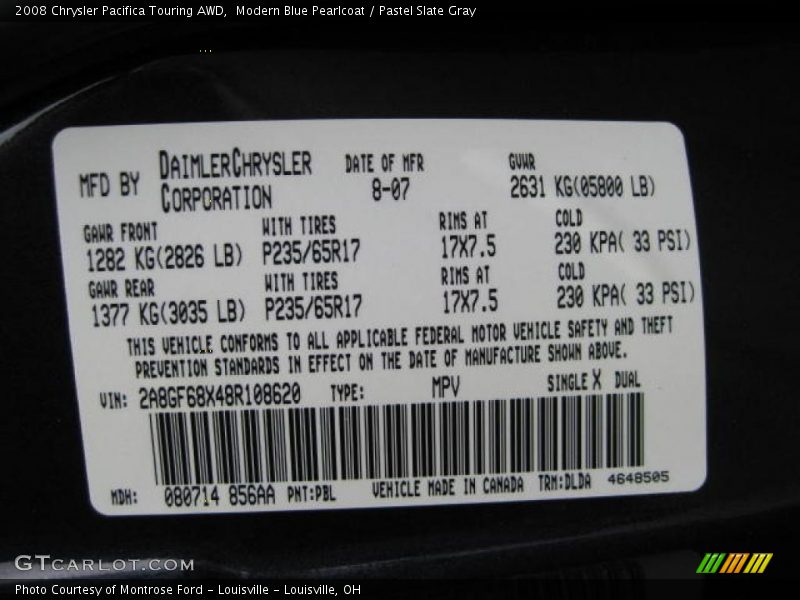 2008 Chrysler Pacifica Touring AWD,  Modern Blue Pearlcoat / Pastel Slate Gray
MFD BY DAIMLERCHRYSLER CORPORATION DATE OF MFR 8-07 GVWR 2631 KG(05800 LB)
GAWR FRONT WITH TIRES RIMS AT COLD
1282 KG(2826 LB) P235/65R17 17X7.5 230 KPA( 33 PSI)
GAWR REAR WITH TIRES RIMS AT COLD
1377 KG(3035 LB) P235/65R17 17X7.5 230 KPA( 33 PSI)
THIS VEHICLE CONFORMS TO ALL APPLICABLE FEDERAL MOTOR VEHICLE SAFETY AND THEFT
PREVENTION STANDARDS IN EFFECT ON THE DATE OF MANUFACTURE SHOWN ABOVE.
VIN: 2A8GF68X48R108620 TYPE: MPV SINGLE X DUAL
MDH: 080714 856AA PNT:PBL VEHICLE MADE IN CANADA TRM:DLDA 4648505
GTCARLOT.COM
Photo Courtesy of Montrose Ford - Louisville - Louisville, OH